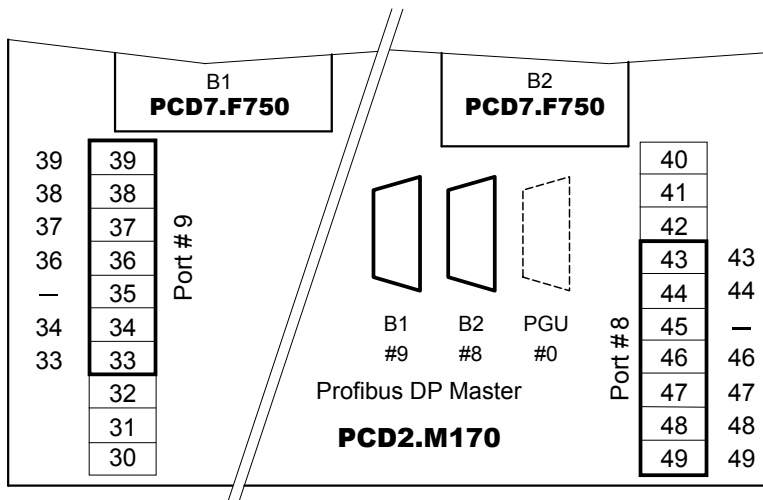 B1
PCD7.F750
B2
PCD7.F750
39 39
38 38
37 37
36 36
— 35
34 34
33 33
32
31
30
Port # 9
B1 B2 PGU
#9 #8 #0
Profibus DP Master
PCD2.M170
Port # 8
40
41
42
43 43
44 44
45 —
46 46
47 47
48 48
49 49